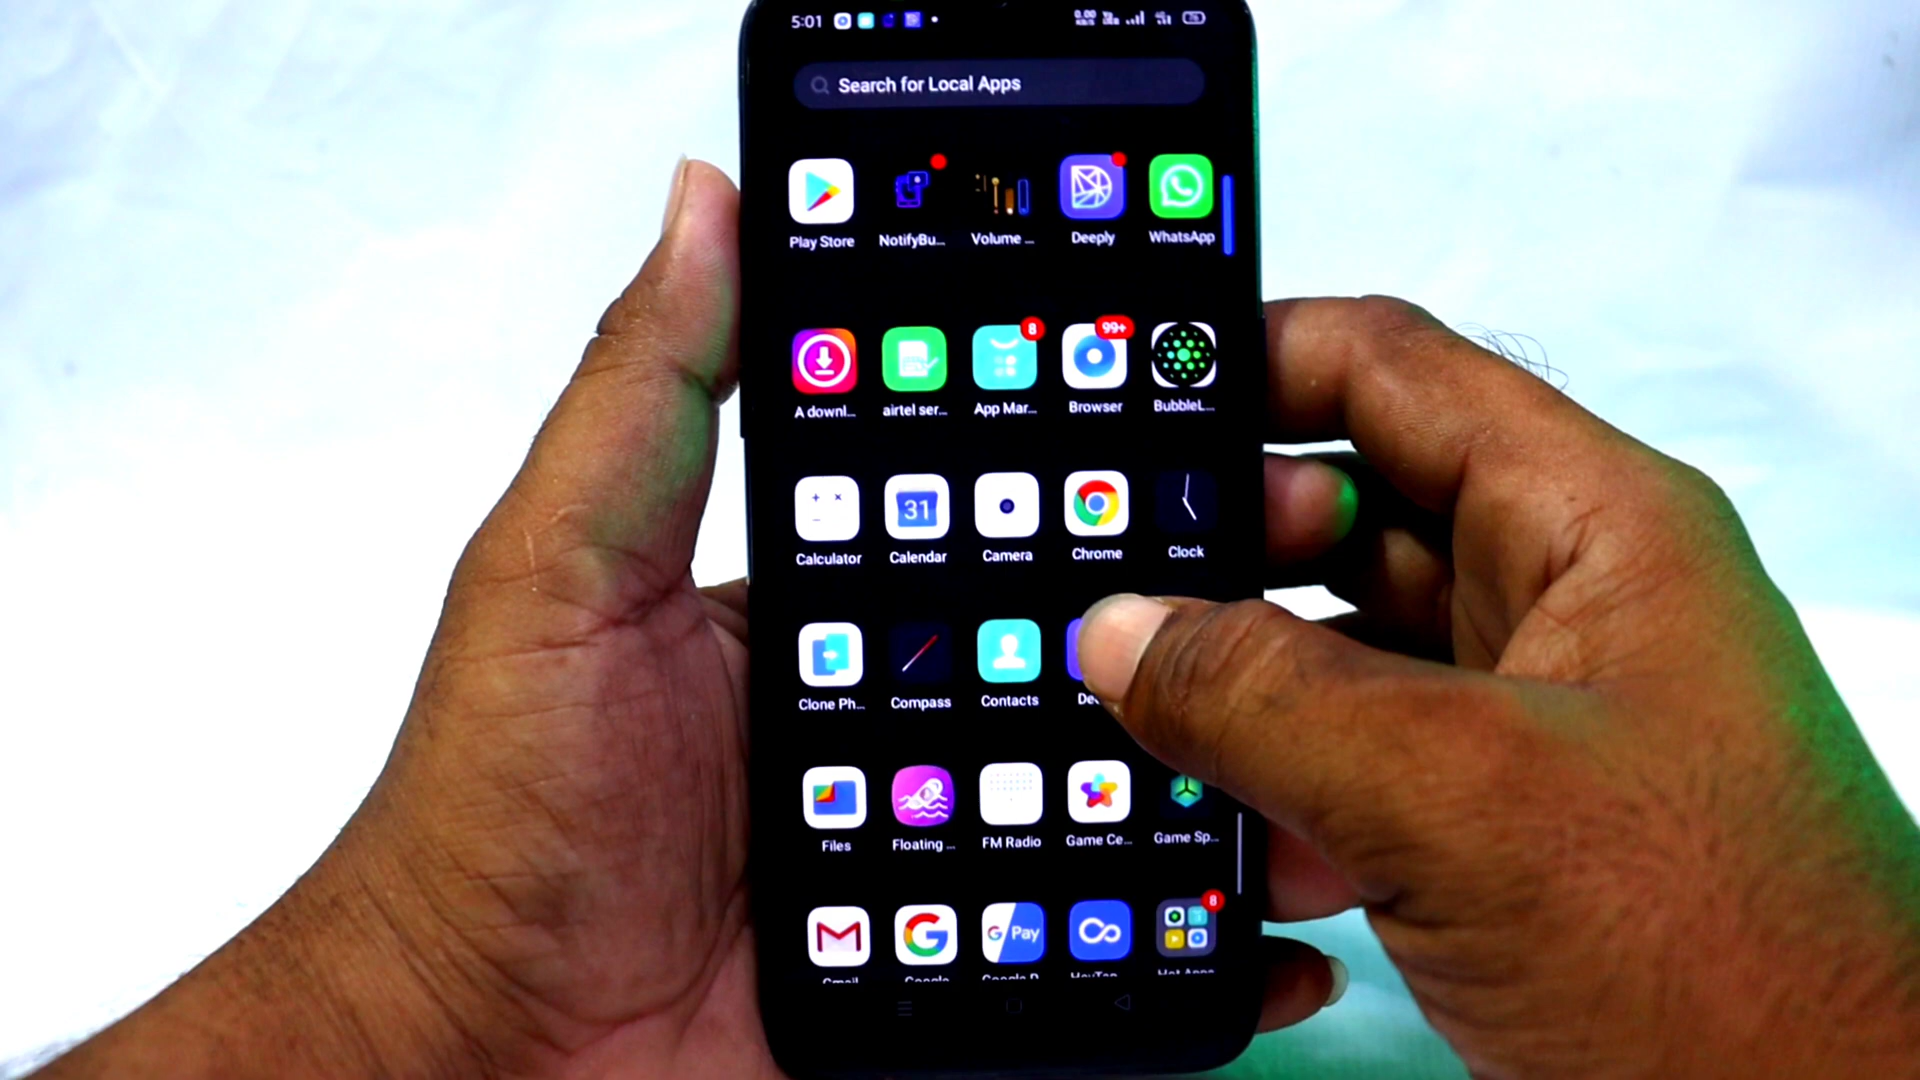 5:01
Search for Local Apps
Play Store NotifyBu... Volume ... Deeply WhatsApp
8 99+
A downl... airtel ser... App Mar... Browser BubbleL...
31
Calculator Calendar Camera Chrome Clock
Clone Ph... Compass Contacts
Files Floating ... FM Radio Game Ce... Game Sp...
8
G Pay
Gmail Google